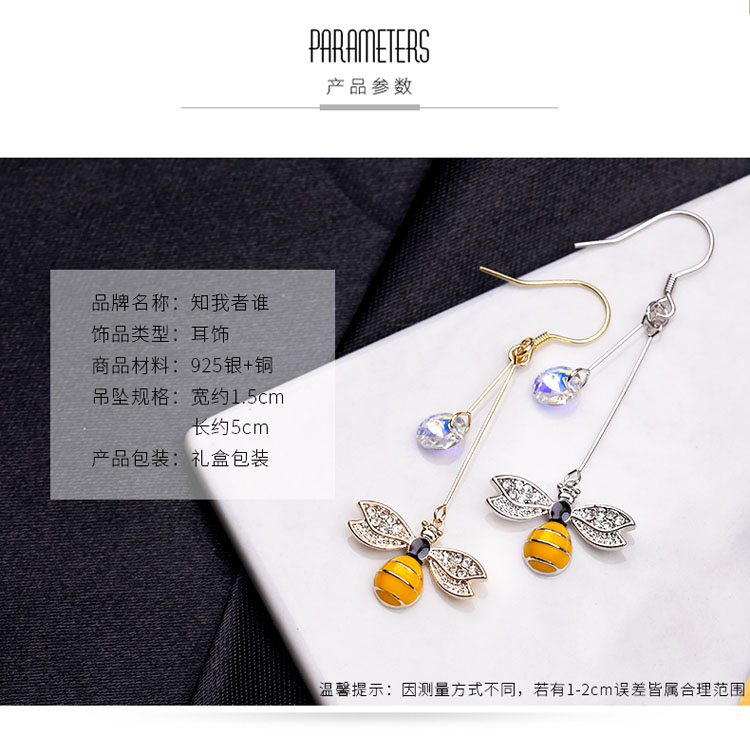 PARAMETERS
产品参数
品牌名称：知我者谁
饰品类型：耳饰
商品材料：925银+铜
吊坠规格：宽约1.5cm
长约5cm
产品包装：礼盒包装
温馨提示：因测量方式不同，若有1-2cm误差皆属合理范围